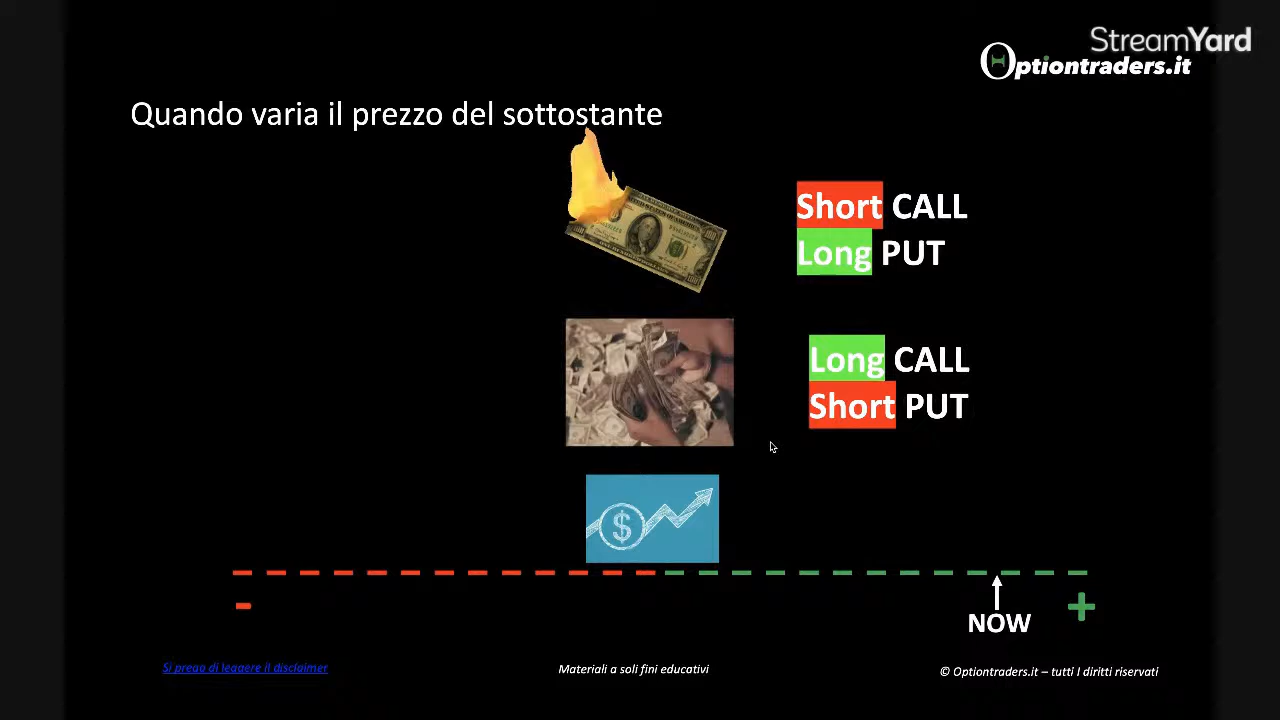 StreamYard
Optiontraders.it
Quando varia il prezzo del sottostante
Short CALL
Long PUT
Long CALL
Short PUT
$
-
+
NOW
Si prega di leggere il disclaimer
Materiali a soli fini educativi
© Optiontraders.it – tutti I diritti riservati